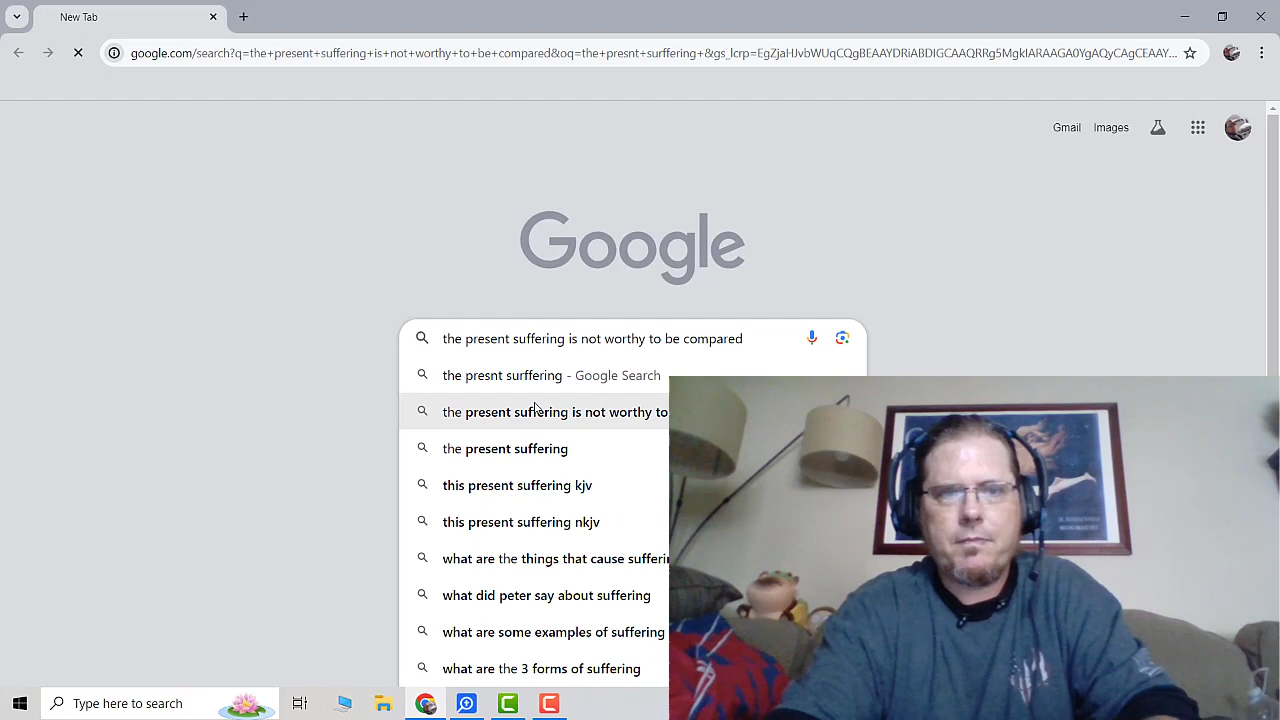 New Tab
google.com/search?q=the+present+suffering+is+not+worthy+to+be+compared&oq=the+presnt+surffering+&gs_lcrp=EgZjaHJvbWUqCQgBEAAYDRiABDIGCAAQRRg5MgkIARAAGA0YgAQyCAgCEAAY...
Gmail Images
Google
the present suffering is not worthy to be compared
the presnt surffering - Google Search
the present suffering is not worthy to
the present suffering
this present suffering kjv
this present suffering nkjv
what are the things that cause sufferi
what did peter say about suffering
what are some examples of suffering
what are the 3 forms of suffering
Type here to search